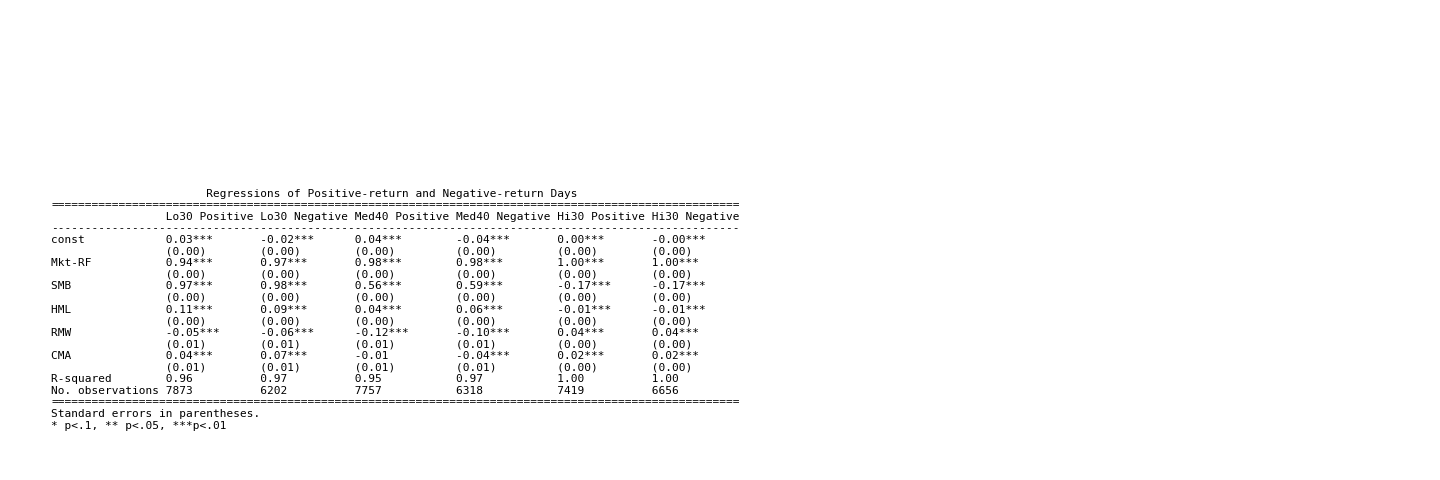 Regressions of Positive-return and Negative-return Days
======================================================================================================
                 Lo30 Positive Lo30 Negative Med40 Positive Med40 Negative Hi30 Positive Hi30 Negative
------------------------------------------------------------------------------------------------------
const            0.03***       -0.02***      0.04***        -0.04***       0.00***       -0.00***
                 (0.00)        (0.00)        (0.00)         (0.00)         (0.00)        (0.00)
Mkt-RF           0.94***       0.97***       0.98***        0.98***        1.00***       1.00***
                 (0.00)        (0.00)        (0.00)         (0.00)         (0.00)        (0.00)
SMB              0.97***       0.98***       0.56***        0.59***        -0.17***      -0.17***
                 (0.00)        (0.00)        (0.00)         (0.00)         (0.00)        (0.00)
HML              0.11***       0.09***       0.04***        0.06***        -0.01***      -0.01***
                 (0.00)        (0.00)        (0.00)         (0.00)         (0.00)        (0.00)
RMW              -0.05***      -0.06***      -0.12***       -0.10***       0.04***       0.04***
                 (0.01)        (0.01)        (0.01)         (0.01)         (0.00)        (0.00)
CMA              0.04***       0.07***       -0.01          -0.04***       0.02***       0.02***
                 (0.01)        (0.01)        (0.01)         (0.01)         (0.00)        (0.00)
R-squared        0.96          0.97          0.95           0.97           1.00          1.00
No. observations 7873          6202          7757           6318           7419          6656
======================================================================================================
Standard errors in parentheses.
* p<.1, ** p<.05, ***p<.01